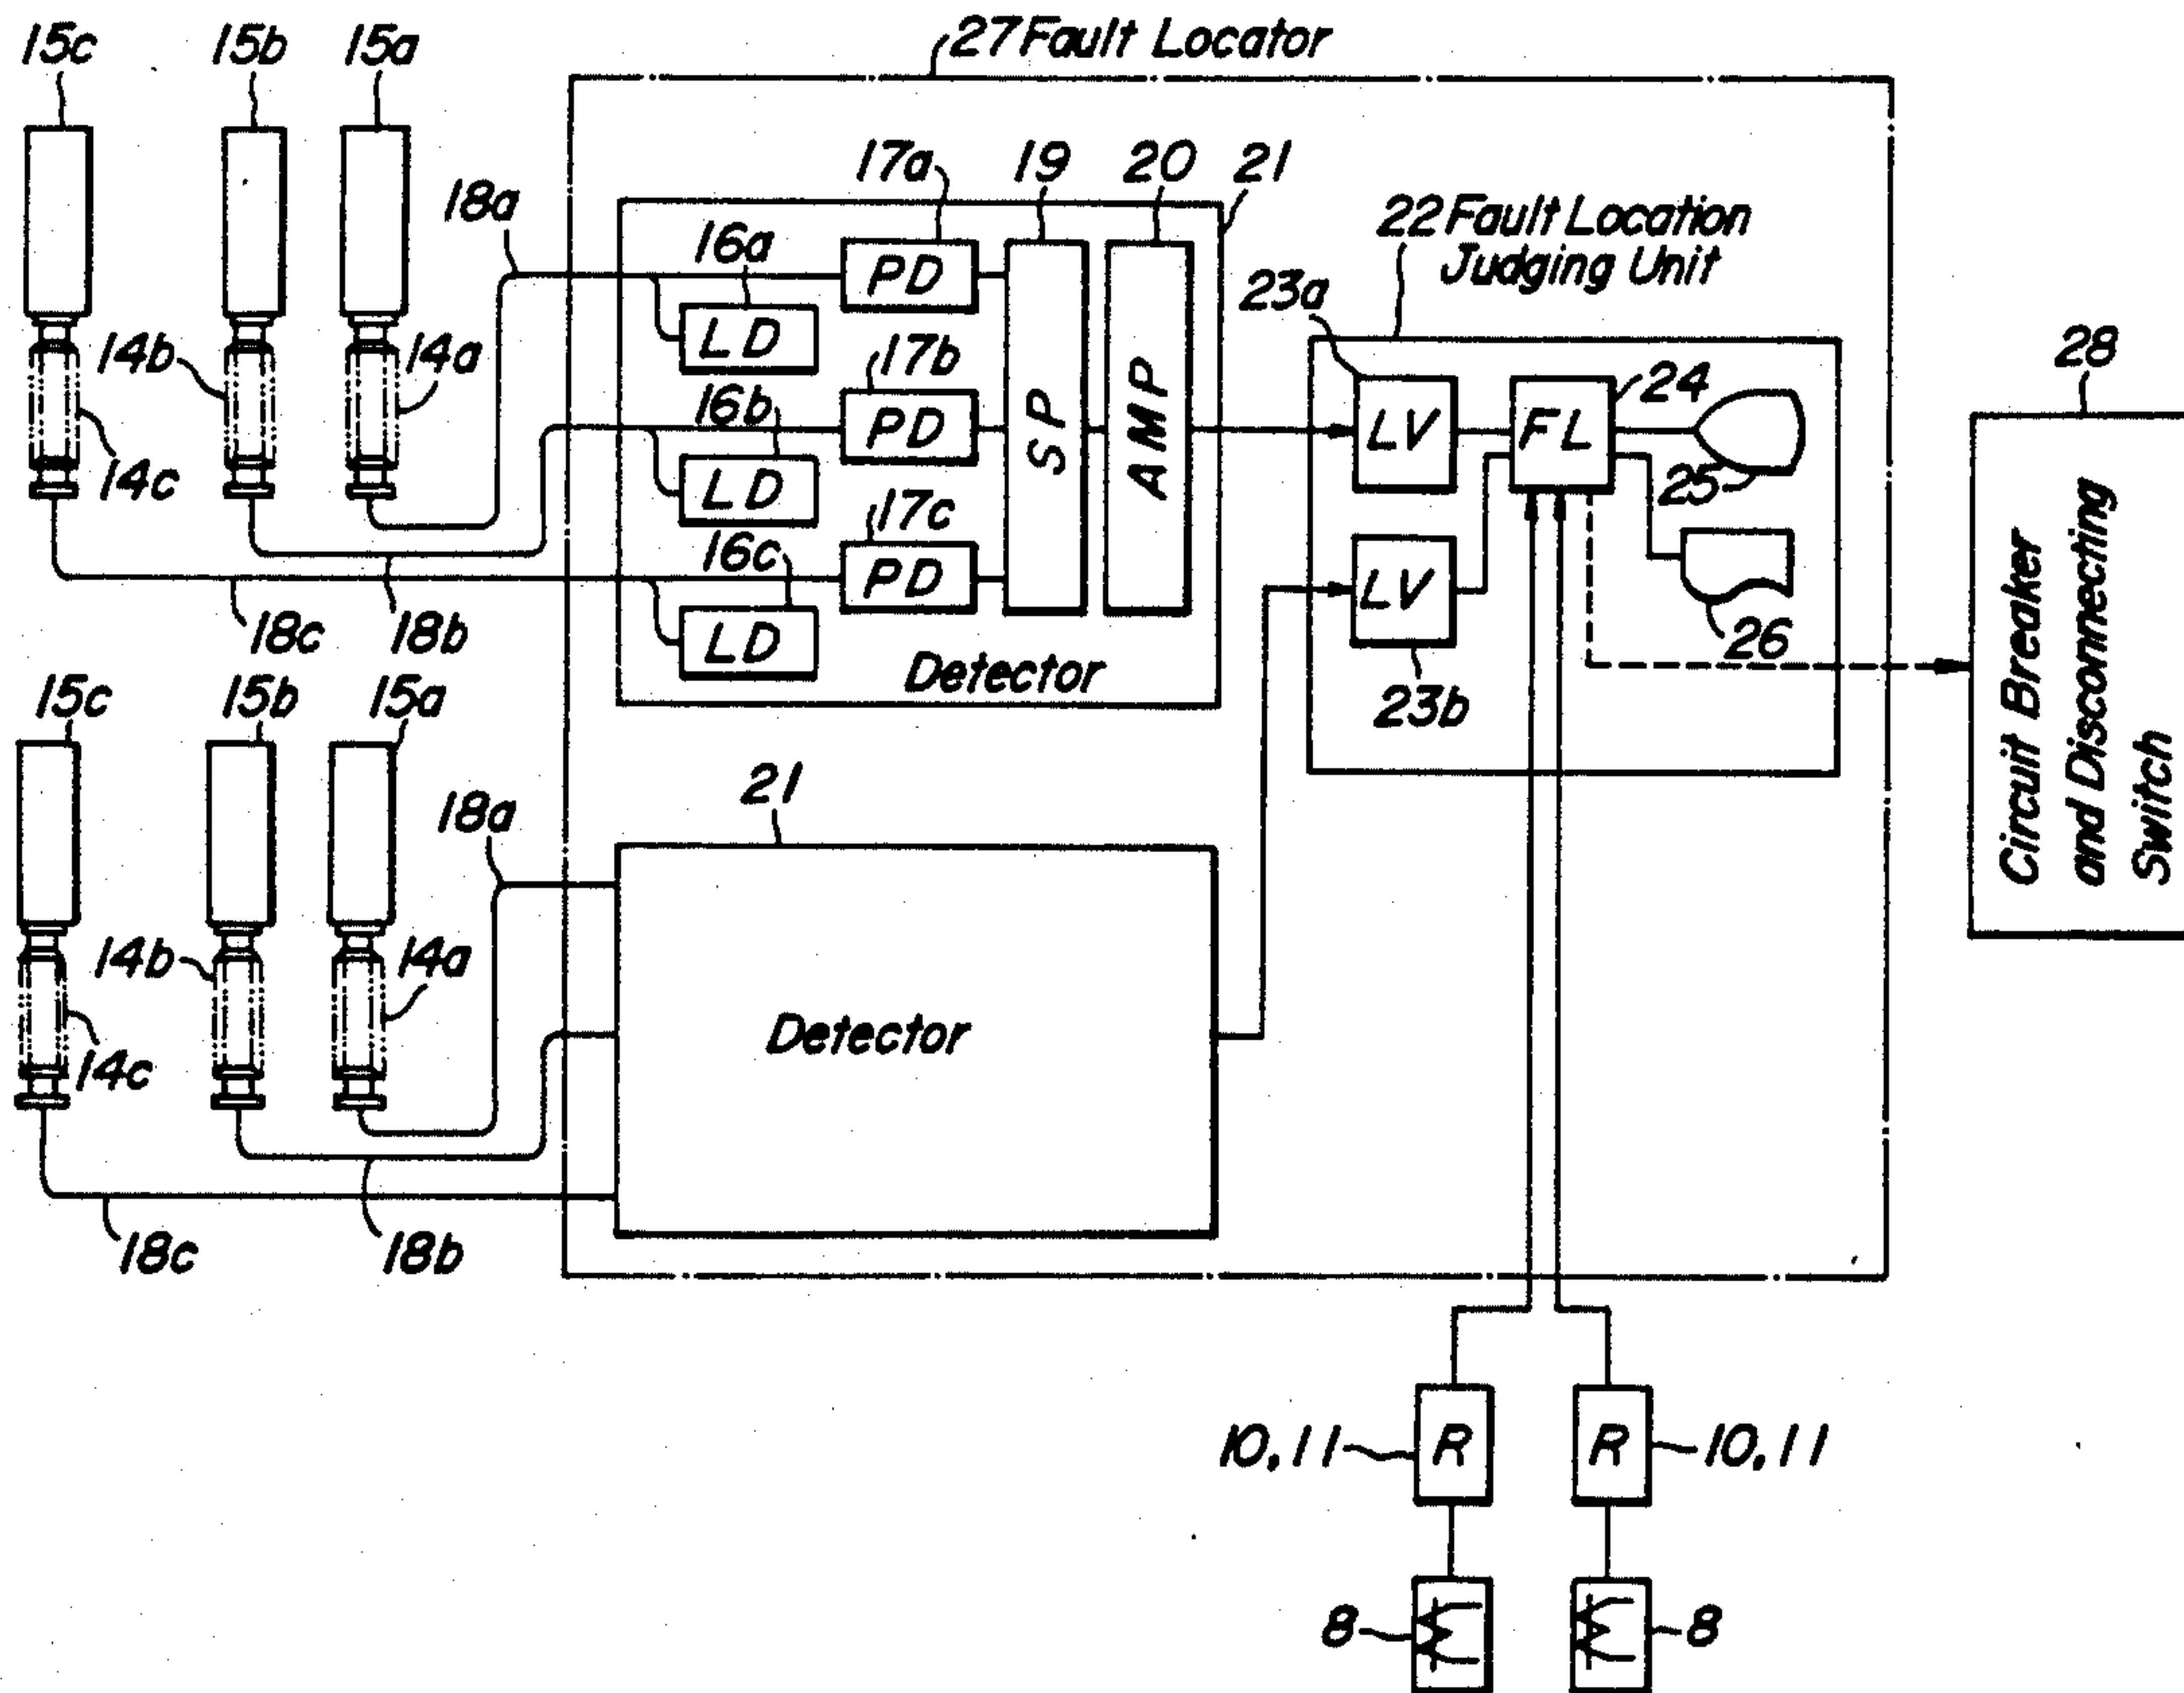 27 Fault Locator
15c 15b 15a
17a 19 20 21
18a
16a
22 Fault Location
Judging Unit
PD
23a
LD
14b 14a
17b
28
24
16b
PD
SP
AMP
LV
FL
14c
LD
25
17c
16c
PD
LV
18c 18b
LD
26
Detector
23b
Circuit Breaker
and Disconnecting
Switch
15c 15b 15a
21
18a
14b 14a
14c
Detector
18c 18b
10,11 R R 10,11
8 8